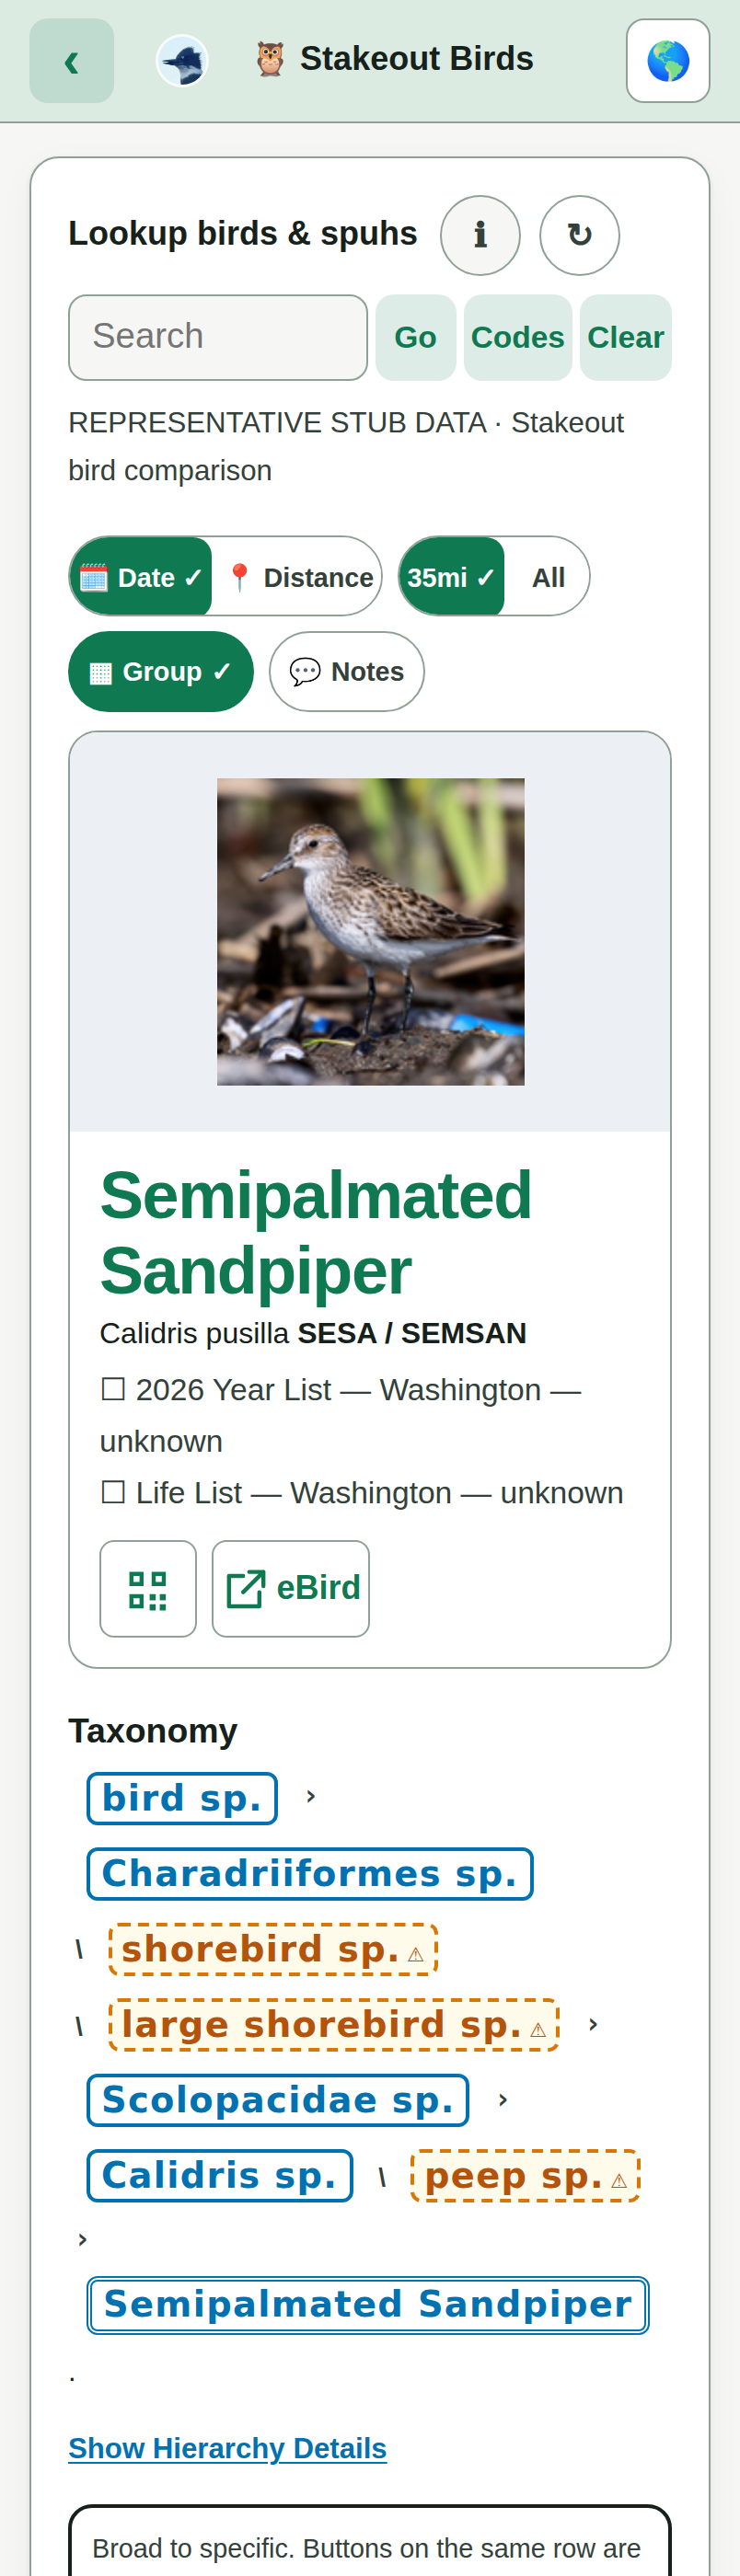 ‹ 🦉 Stakeout Birds 🌎
Lookup birds & spuhs ℹ ↻
Search Go Codes Clear
REPRESENTATIVE STUB DATA · Stakeout
bird comparison
🗓️ Date ✓ 📍 Distance 35mi ✓ All
▦ Group ✓ 💬 Notes
Semipalmated
Sandpiper
Calidris pusilla SESA / SEMSAN
☐ 2026 Year List — Washington —
unknown
☐ Life List — Washington — unknown
eBird
Taxonomy
bird sp. ›
Charadriiformes sp.
\ shorebird sp. ⚠
\ large shorebird sp. ⚠ ›
Scolopacidae sp. ›
Calidris sp. \ peep sp. ⚠
›
Semipalmated Sandpiper
.
Show Hierarchy Details
Broad to specific. Buttons on the same row are